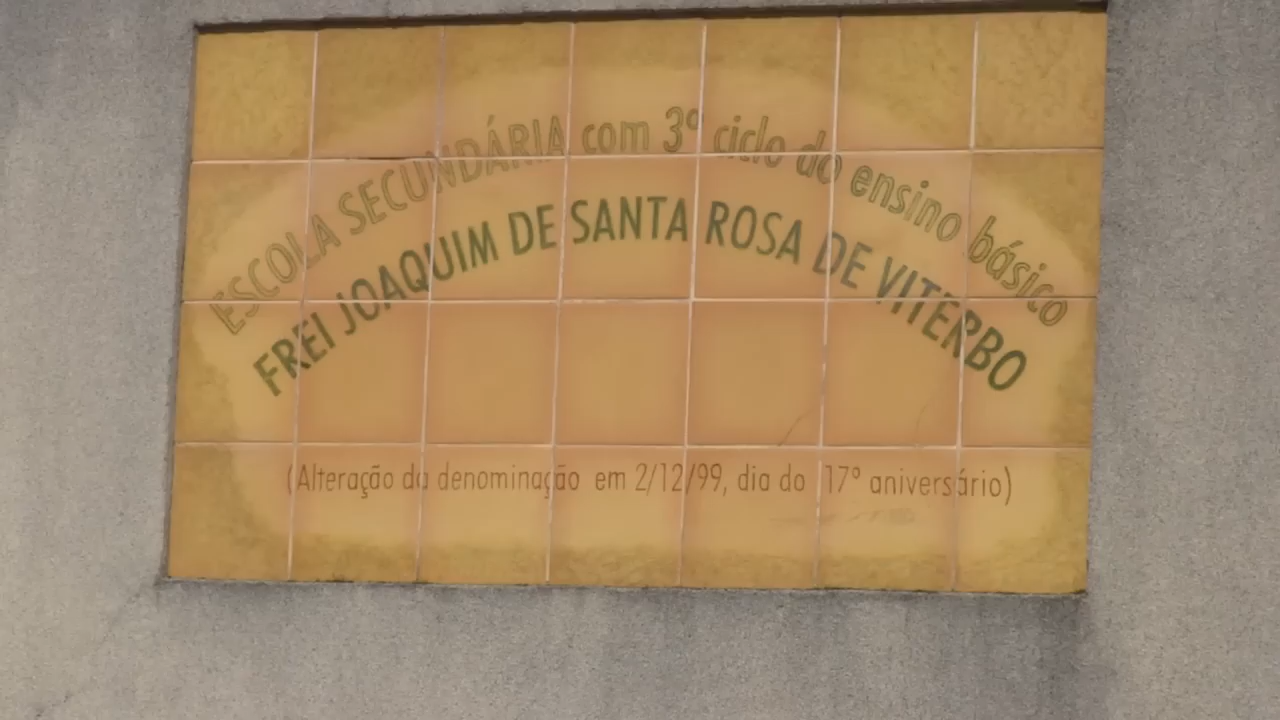 ESCOLA SECUNDÁRIA com 3º ciclo do ensino básico
FREI JOAQUIM DE SANTA ROSA DE VITERBO
(Alteração da denominação em 2/12/99, dia do 17º aniversário)